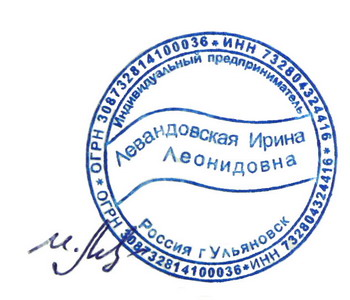 ОГРН 308732814100036 * ИНН 732804324416 *
ОГРН 308732814100036 * ИНН 732804324416 *
Индивидуальный предприниматель
Левандовская Ирина
Леонидовна
Россия г Ульяновск